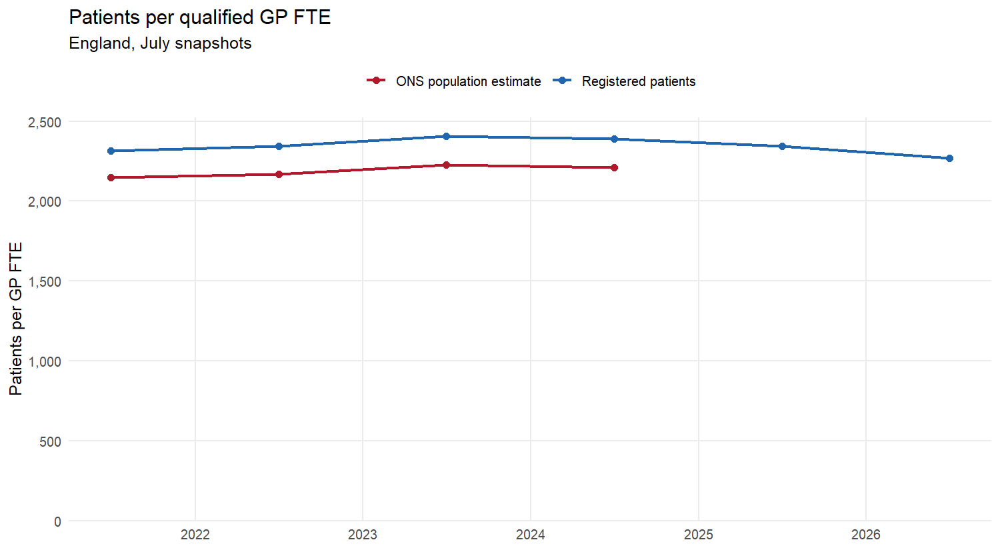 Patients per qualified GP FTE
England, July snapshots
ONS population estimate
Registered patients
Patients per GP FTE
2,500
2,000
1,500
1,000
500
0
2022
2023
2024
2025
2026